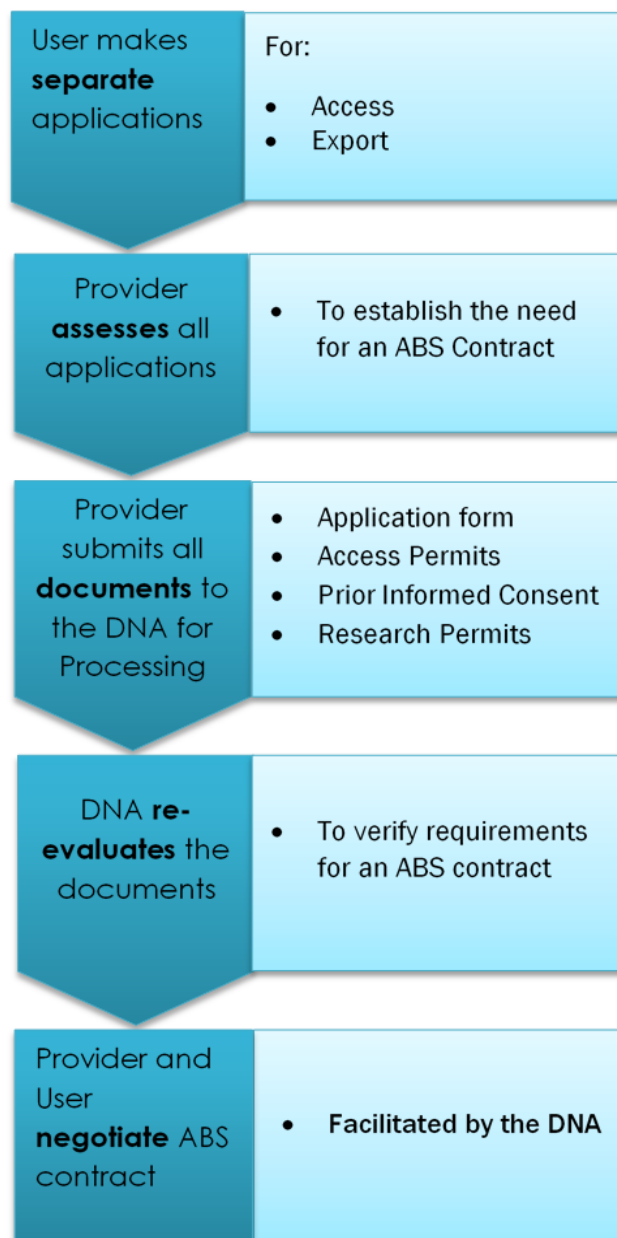 User makes
separate
applications
For:
• Access
• Export
Provider
assesses all
applications
• To establish the need
for an ABS Contract
Provider
submits all
documents to
the DNA for
Processing
• Application form
• Access Permits
• Prior Informed Consent
• Research Permits
DNA re-
evaluates the
documents
• To verify requirements
for an ABS contract
Provider and
User
negotiate ABS
contract
• Facilitated by the DNA